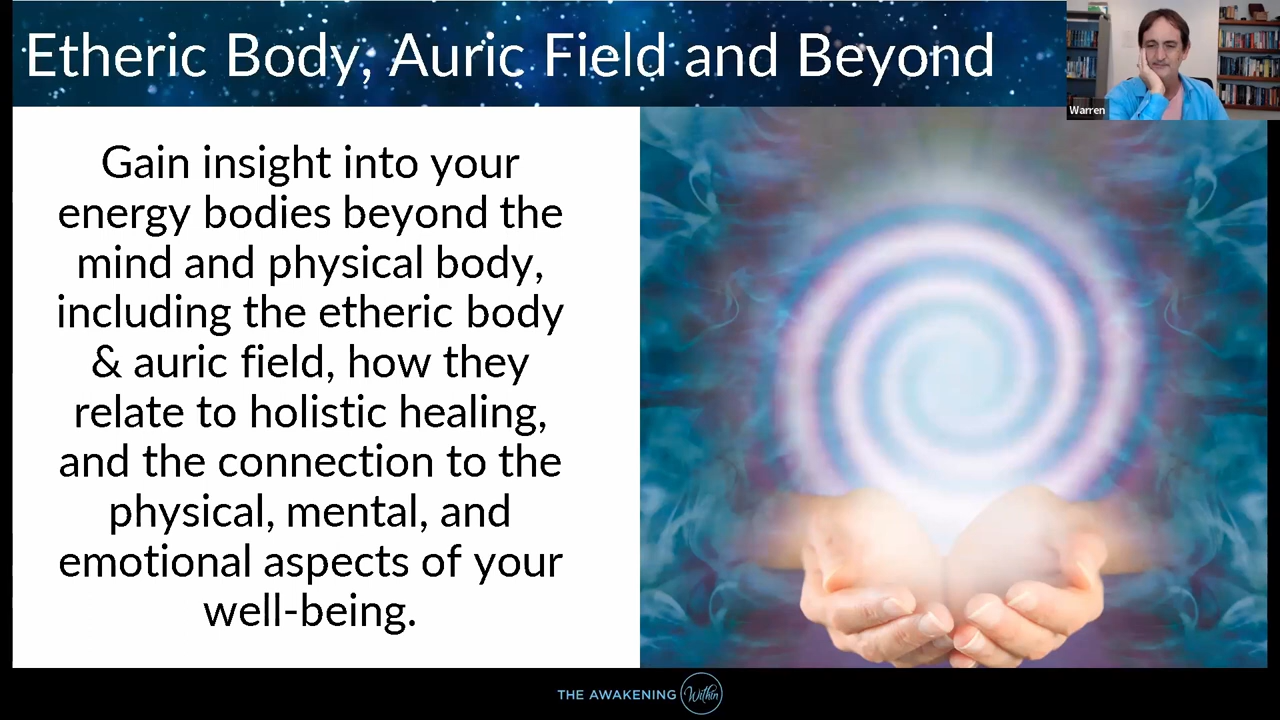 Etheric Body, Auric Field and Beyond
Warren
Gain insight into your
energy bodies beyond the
mind and physical body,
including the etheric body
& auric field, how they
relate to holistic healing,
and the connection to the
physical, mental, and
emotional aspects of your
well-being.
THE AWAKENING Within